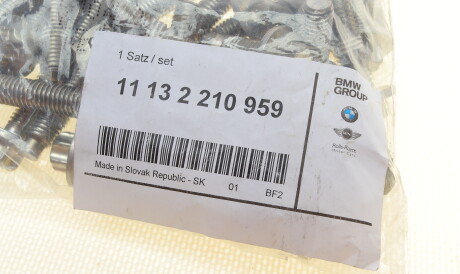 1 Satz / set
11 13 2 210 959
Made in Slovak Republic - SK 01 BF2
BMW
GROUP